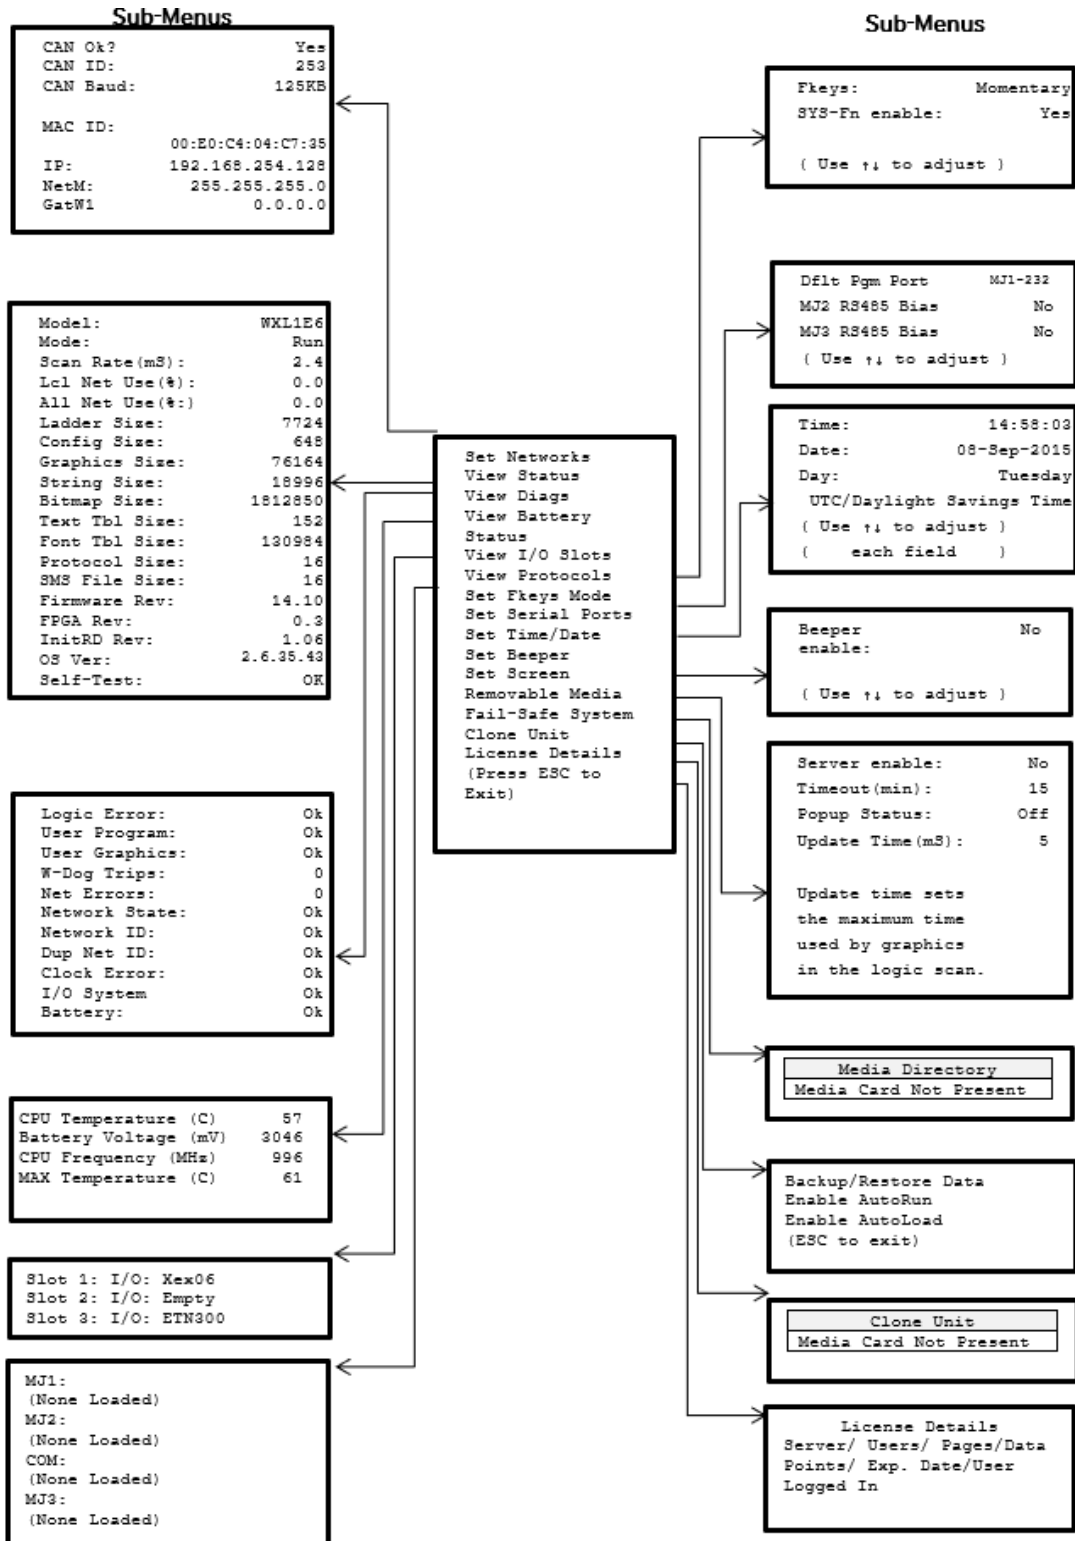 Sub-Menus
CAN Ok? Yes
CAN ID: 253
CAN Baud: 125KB
MAC ID:
00:E0:C4:04:C7:35
IP: 192.168.254.128
NetM: 255.255.255.0
GatW1 0.0.0.0
Model: WXL1E6
Mode: Run
Scan Rate(mS): 2.4
Lcl Net Use(%): 0.0
All Net Use(%:) 0.0
Ladder Size: 7724
Config Size: 648
Graphics Size: 76164
String Size: 18996
Bitmap Size: 1812850
Text Tbl Size: 152
Font Tbl Size: 130984
Protocol Size: 16
SMS File Size: 16
Firmware Rev: 14.10
FPGA Rev: 0.3
InitRD Rev: 1.06
OS Ver: 2.6.35.43
Self-Test: OK
Logic Error: Ok
User Program: Ok
User Graphics: Ok
W-Dog Trips: 0
Net Errors: 0
Network State: Ok
Network ID: Ok
Dup Net ID: Ok
Clock Error: Ok
I/O System Ok
Battery: Ok
CPU Temperature (C) 57
Battery Voltage (mV) 3046
CPU Frequency (MHz) 996
MAX Temperature (C) 61
Slot 1: I/O: Xex06
Slot 2: I/O: Empty
Slot 3: I/O: ETN300
MJ1:
(None Loaded)
MJ2:
(None Loaded)
COM:
(None Loaded)
MJ3:
(None Loaded)
Set Networks
View Status
View Diags
View Battery
Status
View I/O Slots
View Protocols
Set Fkeys Mode
Set Serial Ports
Set Time/Date
Set Beeper
Set Screen
Removable Media
Fail-Safe System
Clone Unit
License Details
(Press ESC to
Exit)
Sub-Menus
Fkeys: Momentary
SYS-Fn enable: Yes
( Use ↑↓ to adjust )
Dflt Pgm Port MJ1-232
MJ2 RS485 Bias No
MJ3 RS485 Bias No
( Use ↑↓ to adjust )
Time: 14:58:03
Date: 08-Sep-2015
Day: Tuesday
UTC/Daylight Savings Time
( Use ↑↓ to adjust )
( each field )
Beeper No
enable:
( Use ↑↓ to adjust )
Server enable: No
Timeout(min): 15
Popup Status: Off
Update Time(mS): 5
Update time sets
the maximum time
used by graphics
in the logic scan.
Media Directory
Media Card Not Present
Backup/Restore Data
Enable AutoRun
Enable AutoLoad
(ESC to exit)
Clone Unit
Media Card Not Present
License Details
Server/ Users/ Pages/Data
Points/ Exp. Date/User
Logged In